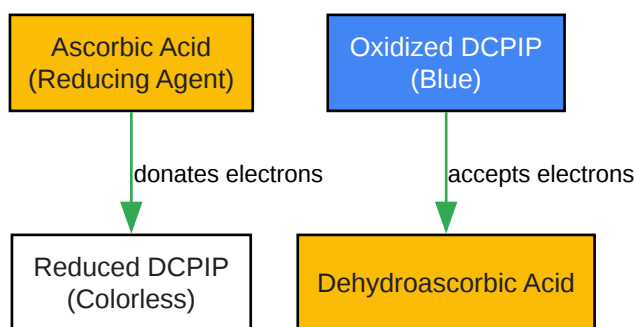 Ascorbic Acid
(Reducing Agent)
Oxidized DCPIP
(Blue)
donates electrons
accepts electrons
Reduced DCPIP
(Colorless)
Dehydroascorbic Acid